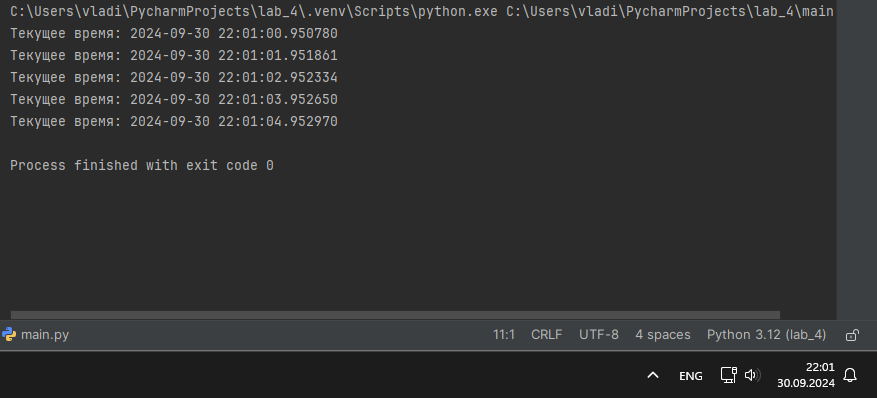 C:\Users\vladi\PycharmProjects\lab_4\.venv\Scripts\python.exe C:\Users\vladi\PycharmProjects\lab_4\main
Текущее время: 2024-09-30 22:01:00.950780
Текущее время: 2024-09-30 22:01:01.951861
Текущее время: 2024-09-30 22:01:02.952334
Текущее время: 2024-09-30 22:01:03.952650
Текущее время: 2024-09-30 22:01:04.952970
Process finished with exit code 0
main.py 11:1 CRLF UTF-8 4 spaces Python 3.12 (lab_4)
ENG 22:01
30.09.2024